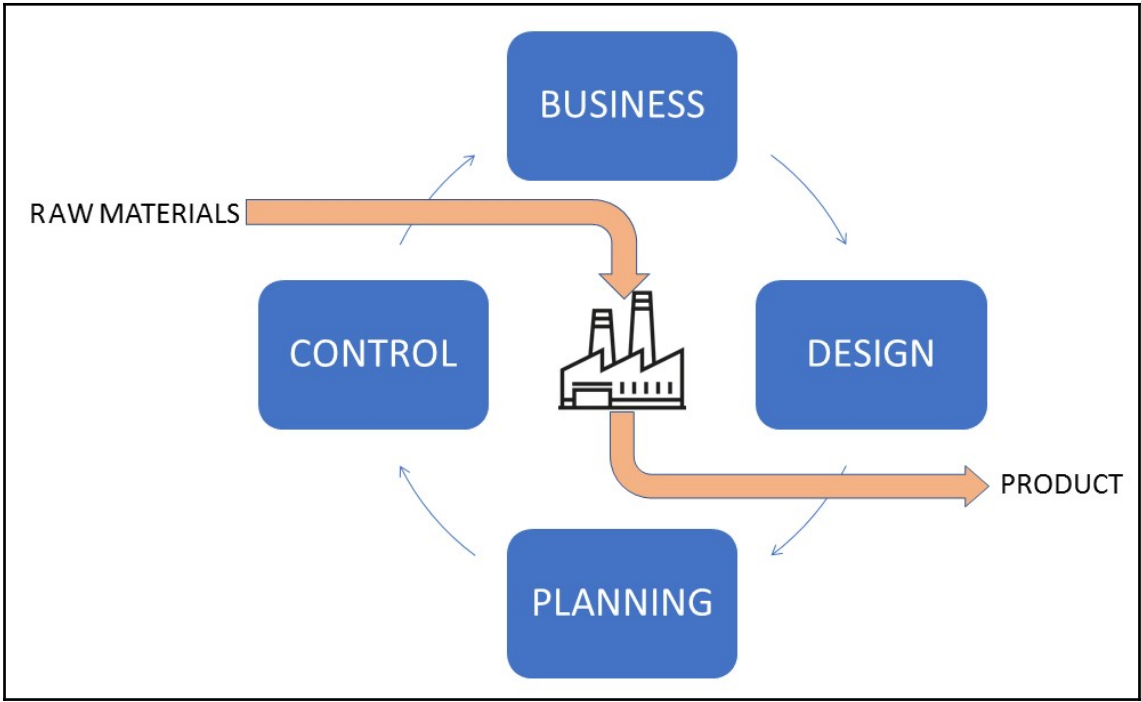 BUSINESS
RAW MATERIALS
CONTROL
DESIGN
PRODUCT
PLANNING